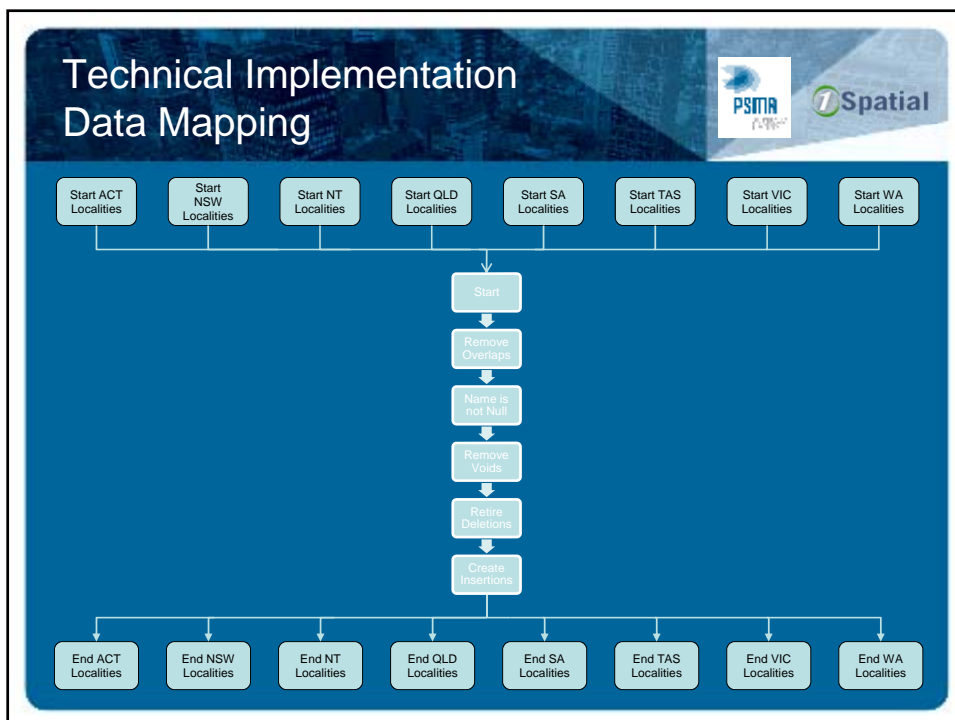 Technical Implementation
Data Mapping
PSMA
1Spatial
Start ACT
Localities
Start
NSW
Localities
Start NT
Localities
Start QLD
Localities
Start SA
Localities
Start TAS
Localities
Start VIC
Localities
Start WA
Localities
Start
Remove
Overlaps
Name is
not Null
Remove
Voids
Retire
Deletions
Create
Insertions
End ACT
Localities
End NSW
Localities
End NT
Localities
End QLD
Localities
End SA
Localities
End TAS
Localities
End VIC
Localities
End WA
Localities